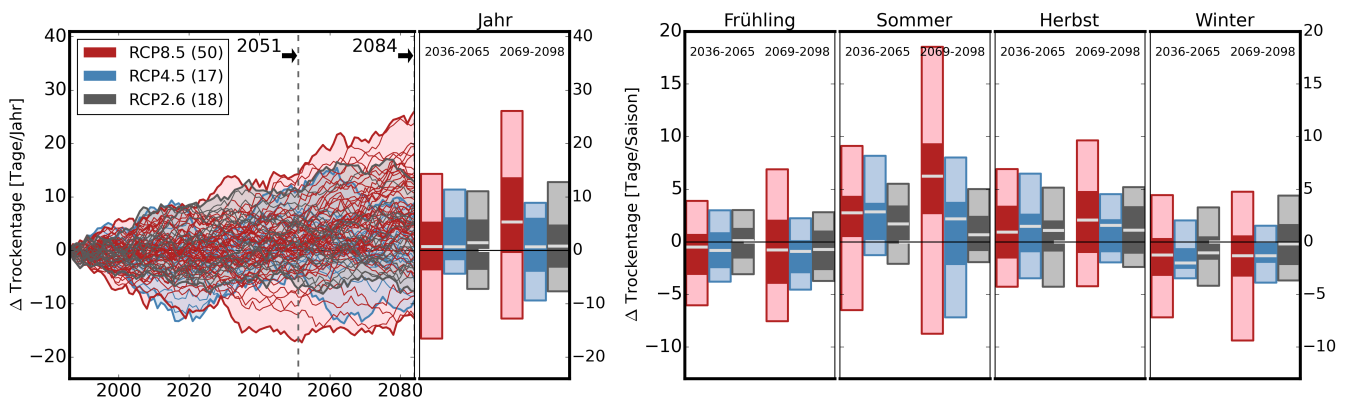 Jahr
Frühling Sommer Herbst Winter
40 2051 2084 40
RCP8.5 (50)
RCP4.5 (17)
RCP2.6 (18)
2036-2065 2069-2098
30 30
20 20
10 10
0 0
−10 −10
−20 −20
Δ Trockentage [Tage/Jahr]
2000 2020 2040 2060 2080
20 20
2036-2065 2069-2098 2036-2065 2069-2098 2036-2065 2069-2098 2036-2065 2069-2098
15 15
10 10
5 5
0 0
−5 −5
−10 −10
Δ Trockentage [Tage/Saison]